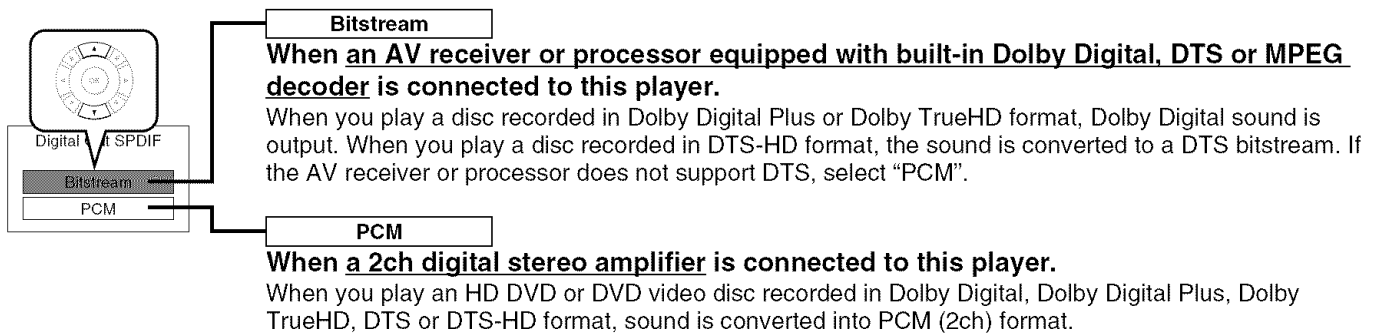 Bitstream
When an AV receiver or processor equipped with built-in Dolby Digital, DTS or MPEG
decoder is connected to this player.
When you play a disc recorded in Dolby Digital Plus or Dolby TrueHD format, Dolby Digital sound is
output. When you play a disc recorded in DTS-HD format, the sound is converted to a DTS bitstream. If
the AV receiver or processor does not support DTS, select “PCM”.
OK
Digital SPDIF
Bitstream
PCM
PCM
When a 2ch digital stereo amplifier is connected to this player.
When you play an HD DVD or DVD video disc recorded in Dolby Digital, Dolby Digital Plus, Dolby
TrueHD, DTS or DTS-HD format, sound is converted into PCM (2ch) format.